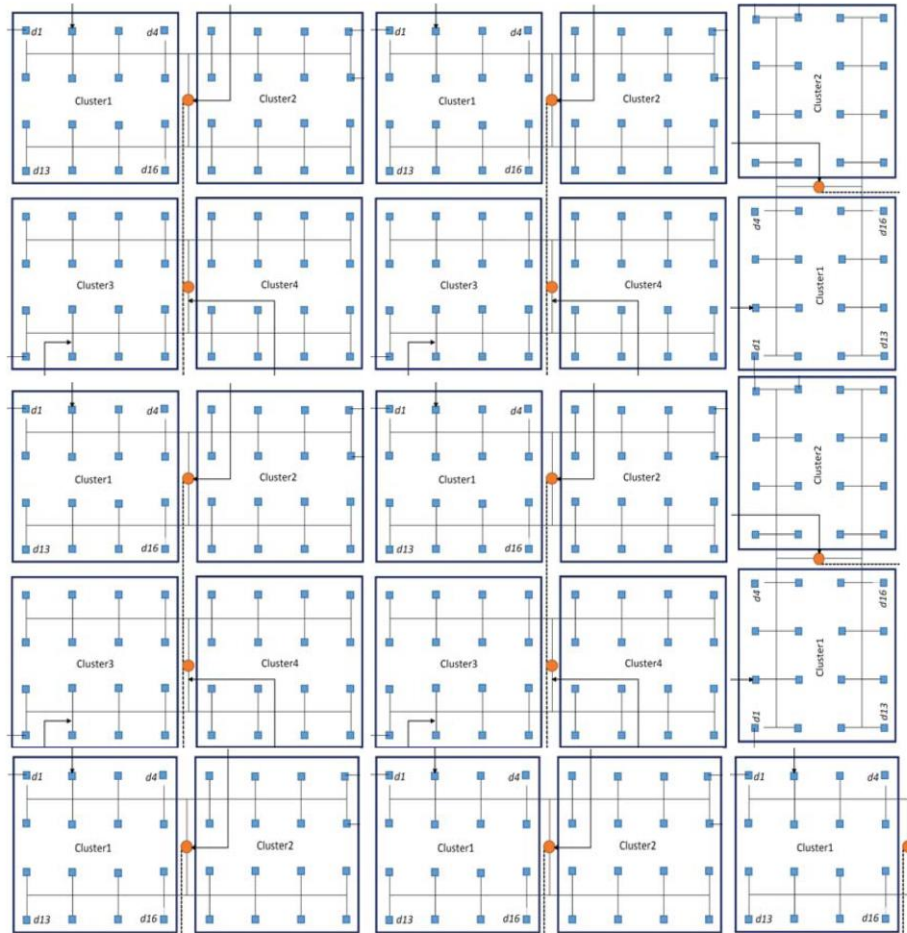 d1 d4 d1 d4
Cluster1 Cluster2 Cluster1 Cluster2 Cluster2
d13 d16 d13 d16
d4 d16
Cluster3 Cluster4 Cluster3 Cluster4 Cluster1
d1 d13
d1 d4 d1 d4
Cluster1 Cluster2 Cluster1 Cluster2 Cluster2
d13 d16 d13 d16
d4 d16
Cluster3 Cluster4 Cluster3 Cluster4 Cluster1
d1 d13
d1 d4 d1 d4 d1 d4
Cluster1 Cluster2 Cluster1 Cluster2 Cluster1
d13 d16 d13 d16 d13 d16